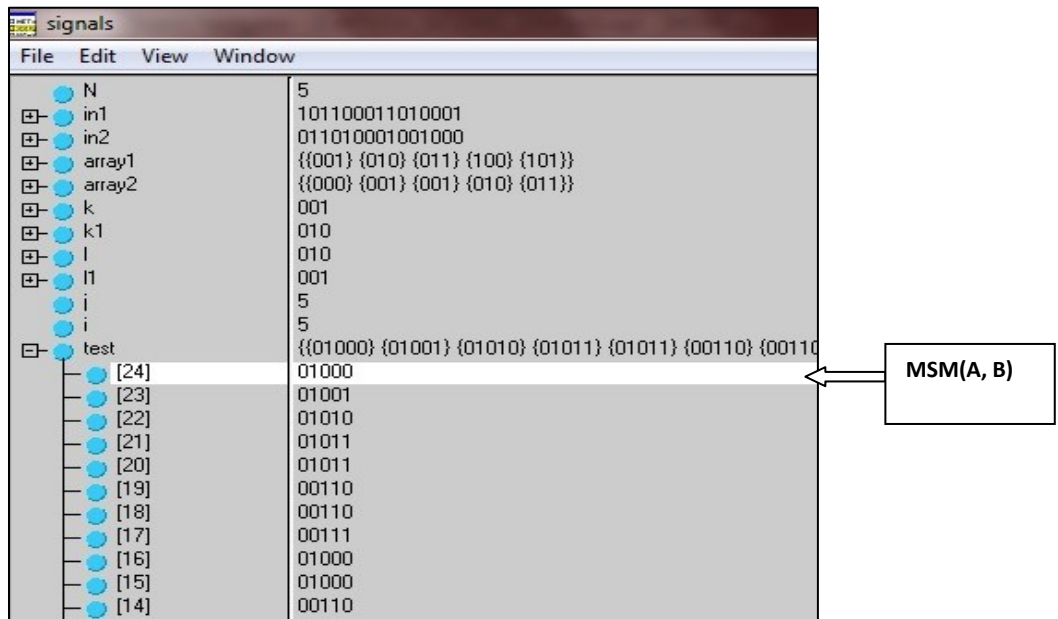 signals
File Edit View Window
N 5
in1 101100011010001
in2 011010001001000
array1 {{001} {010} {011} {100} {101}}
array2 {{000} {001} {001} {010} {011}}
k 001
k1 010
l 010
l1 001
j 5
i 5
test {{01000} {01001} {01010} {01011} {01011} {00110} {00110
[24] 01000
MSM(A, B)
[23] 01001
[22] 01010
[21] 01011
[20] 01011
[19] 00110
[18] 00110
[17] 00111
[16] 01000
[15] 01000
[14] 00110